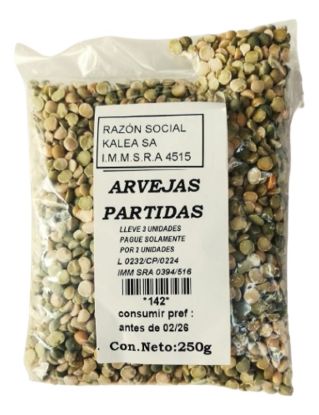 RAZÓN SOCIAL
KALEA SA
I.M.M S.R.A 4515
ARVEJAS
PARTIDAS
LLEVE 3 UNIDADES
PAGUE SOLAMENTE
POR 2 UNIDADES
L 0232/CP/0224
IMM SRA 0394/516
"142"
consumir pref :
antes de 02/26
Con.Neto:250g